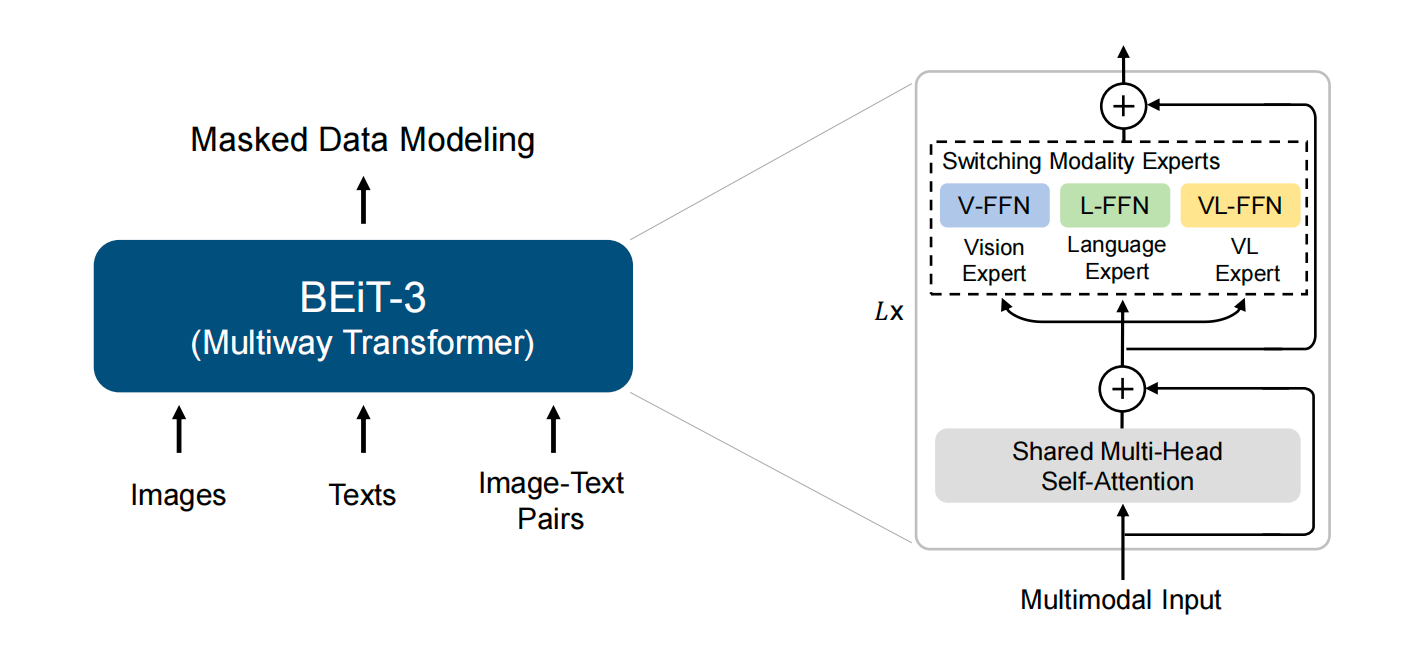 Masked Data Modeling
BEiT-3
(Multiway Transformer)
Images
Texts
Image-Text
Pairs
Switching Modality Experts
V-FFN
L-FFN
VL-FFN
Vision
Expert
Language
Expert
VL
Expert
Lx
Shared Multi-Head
Self-Attention
Multimodal Input